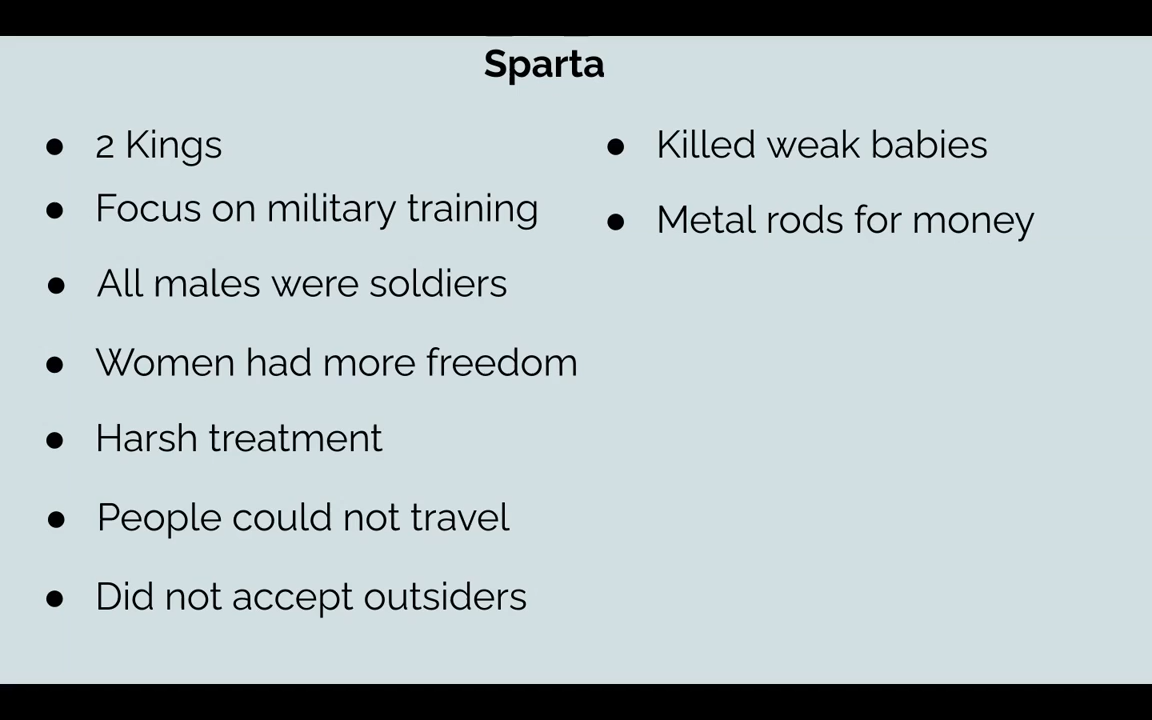 Sparta
● 2 Kings
● Focus on military training
● All males were soldiers
● Women had more freedom
● Harsh treatment
● People could not travel
● Did not accept outsiders
● Killed weak babies
● Metal rods for money